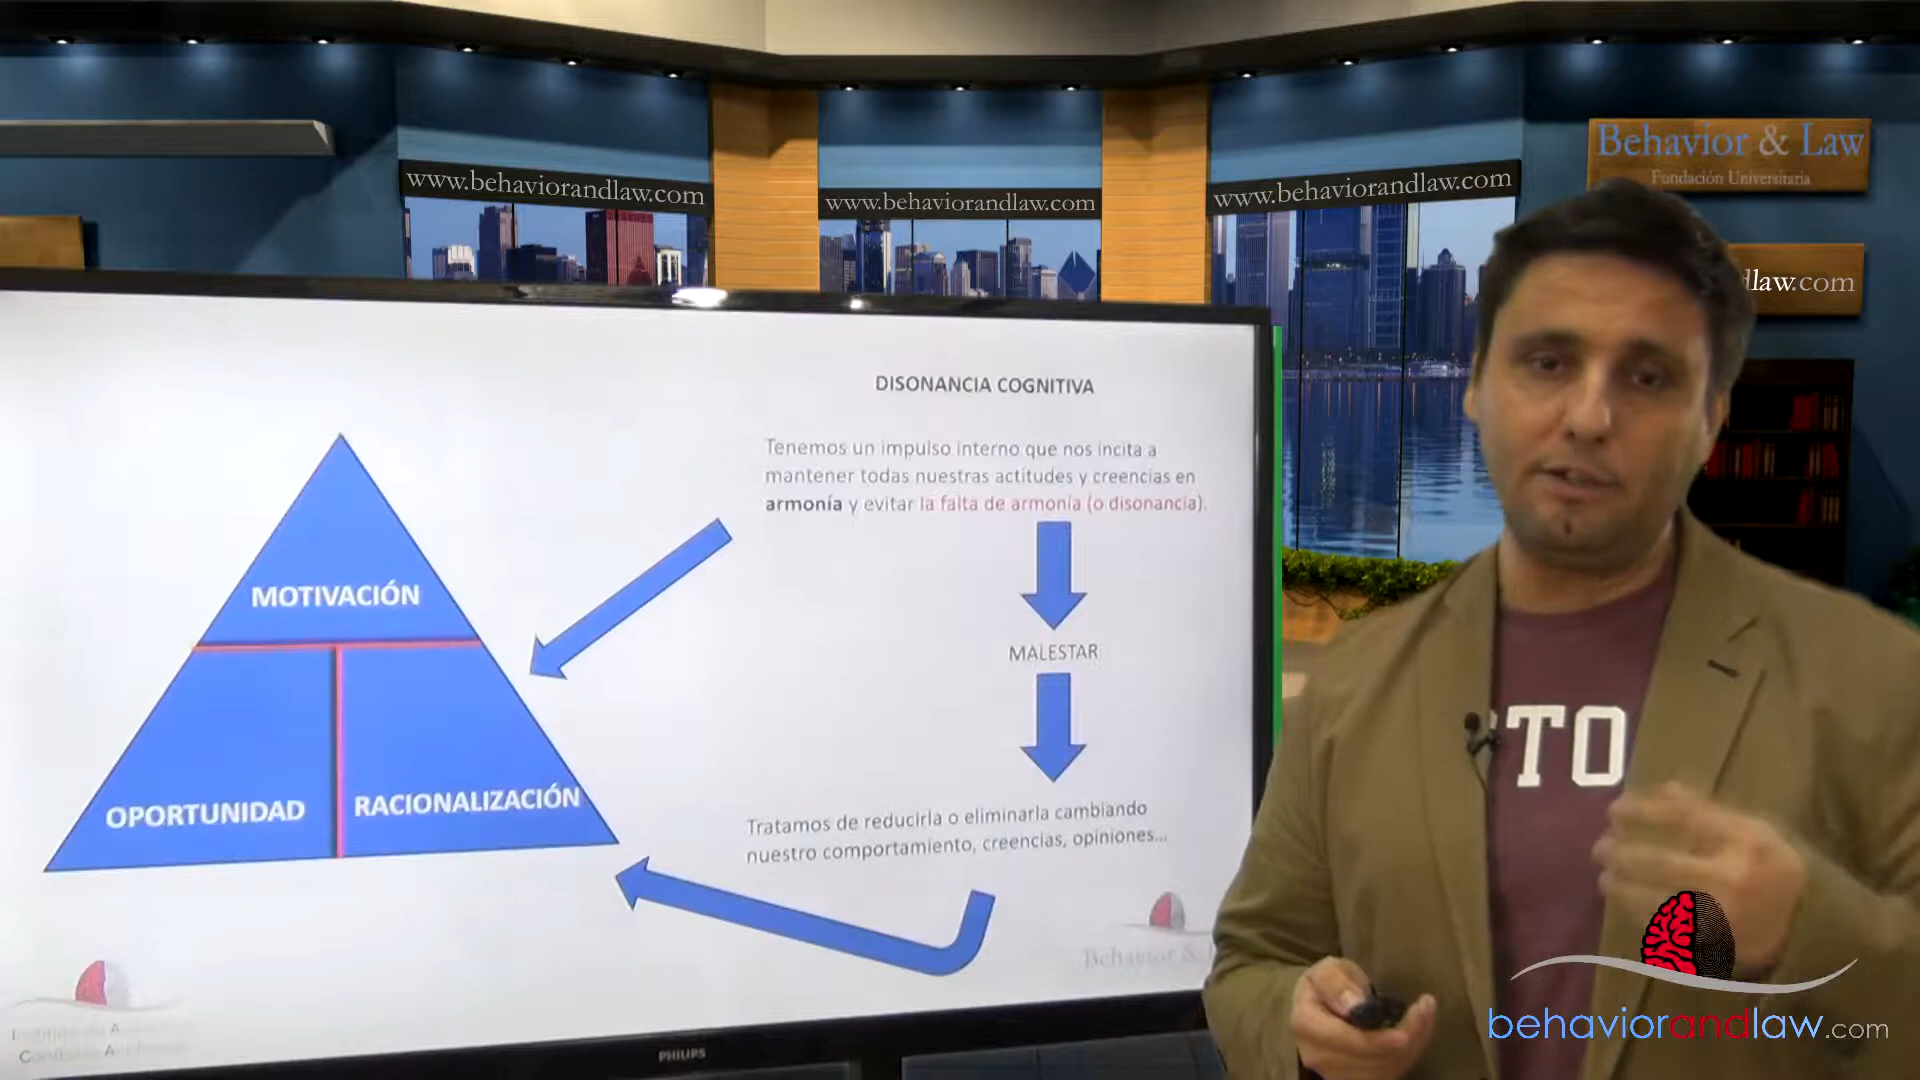 Behavior & Law
Fundación Universitaria
www.behaviorandlaw.com
www.behaviorandlaw.com
www.behaviorandlaw.com
law.com
DISONANCIA COGNITIVA
Tenemos un impulso interno que nos incita a
mantener todas nuestras actitudes y creencias en
armonía y evitar la falta de armonía (o disonancia).
MOTIVACIÓN
MALESTAR
OPORTUNIDAD
RACIONALIZACIÓN
Tratamos de reducirla o eliminarla cambiando
nuestro comportamiento, creencias, opiniones...
TO
Behavior &
behaviorandlaw.com
PHILIPS